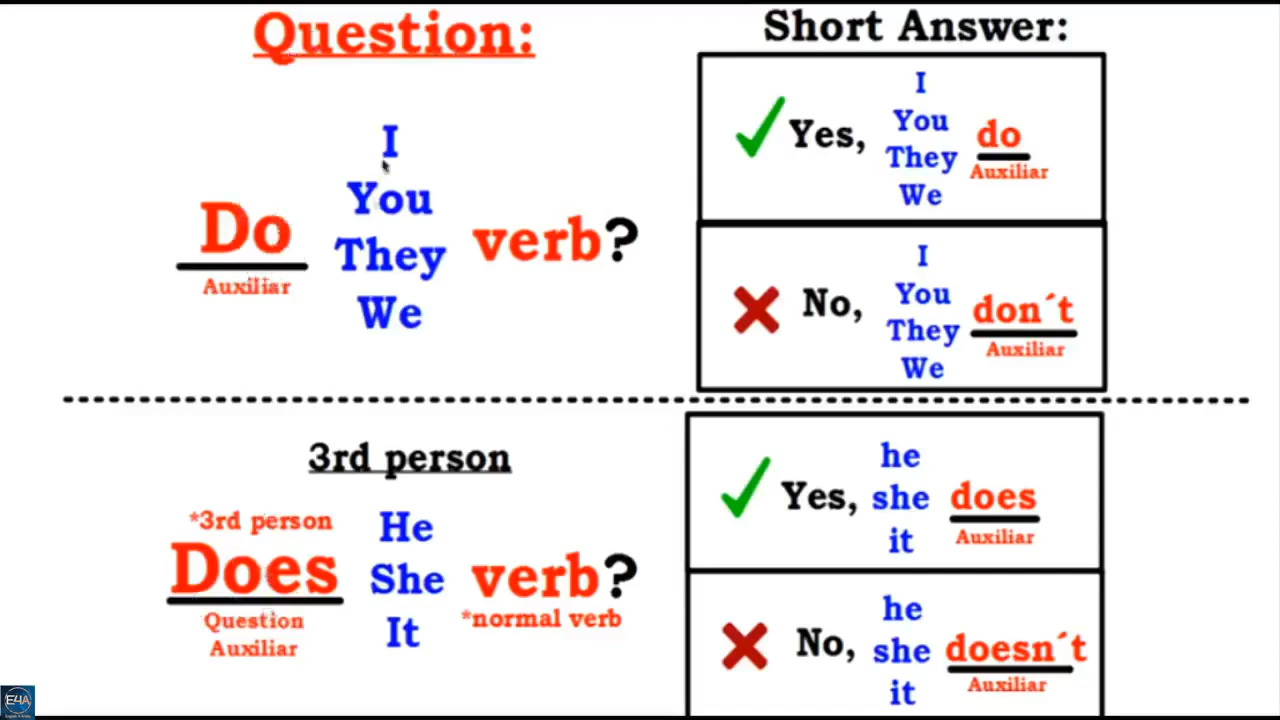 Question:
Short Answer:
Do
Auxiliar
I
You
They
We
verb?
Yes,
I
You
They
We
do
Auxiliar
No,
I
You
They
We
don´t
Auxiliar
3rd person
*3rd person
Does
Question
Auxiliar
He
She
It
verb?
*normal verb
Yes,
he
she
it
does
Auxiliar
No,
he
she
it
doesn´t
Auxiliar
E4A